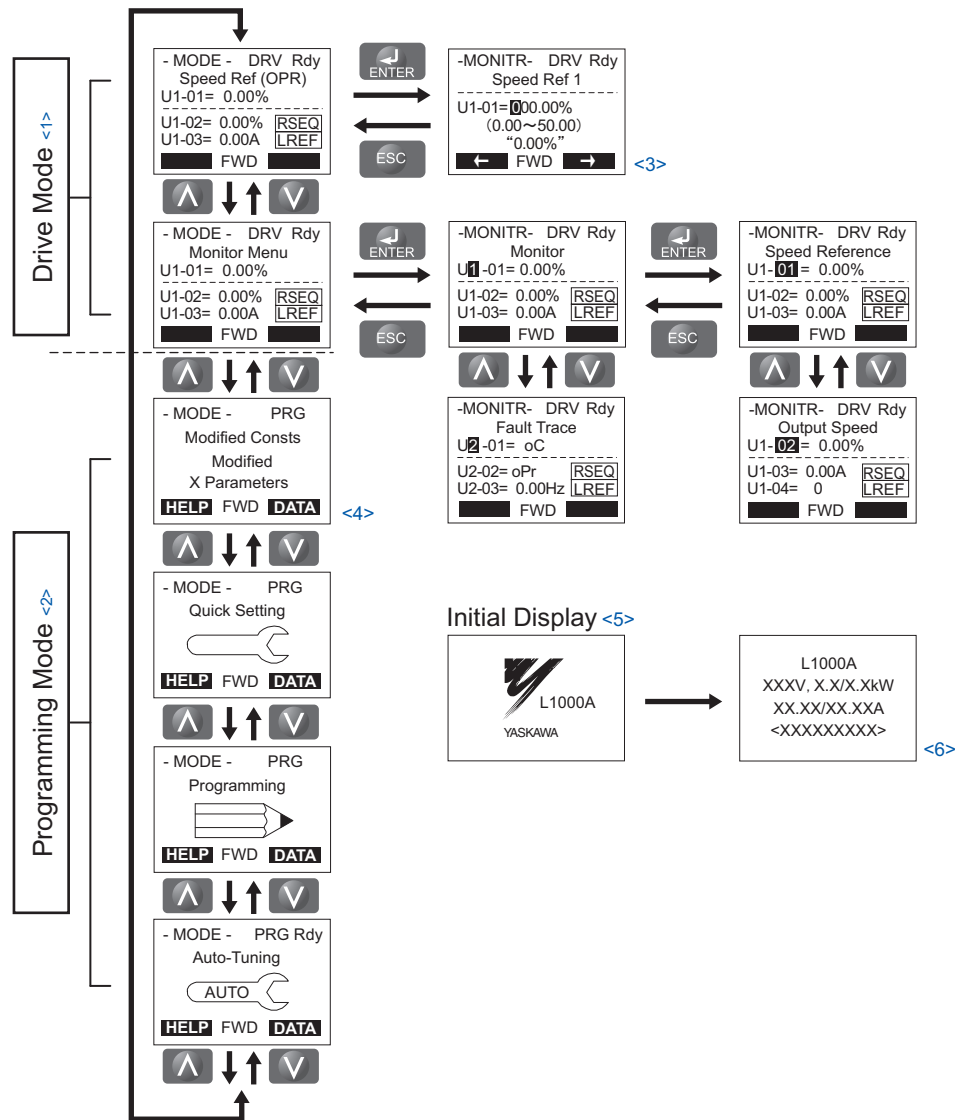 Drive Mode <1>
- MODE - DRV Rdy
Speed Ref (OPR)
U1-01= 0.00%
U1-02= 0.00% RSEQ
U1-03= 0.00A LREF
FWD
ENTER
ESC
-MONITR- DRV Rdy
Speed Ref 1
U1-01=000.00%
(0.00~50.00)
“0.00%”
← FWD →
<3>
- MODE - DRV Rdy
Monitor Menu
U1-01= 0.00%
U1-02= 0.00% RSEQ
U1-03= 0.00A LREF
FWD
ENTER
ESC
-MONITR- DRV Rdy
Monitor
U1 -01= 0.00%
U1-02= 0.00% RSEQ
U1-03= 0.00A LREF
FWD
ENTER
ESC
-MONITR- DRV Rdy
Speed Reference
U1- 01 = 0.00%
U1-02= 0.00% RSEQ
U1-03= 0.00A LREF
FWD
-MONITR- DRV Rdy
Fault Trace
U2 -01= oC
U2-02= oPr RSEQ
U2-03= 0.00Hz LREF
FWD
-MONITR- DRV Rdy
Output Speed
U1- 02 = 0.00%
U1-03= 0.00A RSEQ
U1-04= 0 LREF
FWD
Programming Mode <2>
- MODE - PRG
Modified Consts
Modified
X Parameters
HELP FWD DATA
<4>
- MODE - PRG
Quick Setting
HELP FWD DATA
- MODE - PRG
Programming
HELP FWD DATA
- MODE - PRG Rdy
Auto-Tuning
AUTO
HELP FWD DATA
Initial Display <5>
L1000A
YASKAWA
L1000A
XXXV, X.X/X.XkW
XX.XX/XX.XXA
<XXXXXXXXX>
<6>